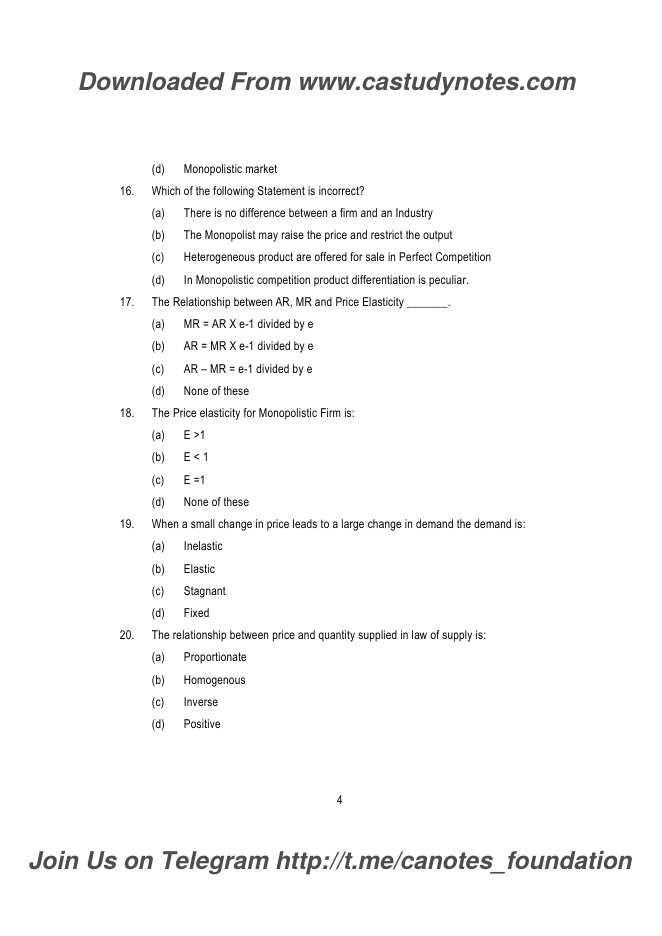 Downloaded From www.castudynotes.com
(d) Monopolistic market
16. Which of the following Statement is incorrect?
(a) There is no difference between a firm and an Industry
(b) The Monopolist may raise the price and restrict the output
(c) Heterogeneous product are offered for sale in Perfect Competition
(d) In Monopolistic competition product differentiation is peculiar.
17. The Relationship between AR, MR and Price Elasticity _______.
(a) MR = AR X e-1 divided by e
(b) AR = MR X e-1 divided by e
(c) AR – MR = e-1 divided by e
(d) None of these
18. The Price elasticity for Monopolistic Firm is:
(a) E >1
(b) E < 1
(c) E =1
(d) None of these
19. When a small change in price leads to a large change in demand the demand is:
(a) Inelastic
(b) Elastic
(c) Stagnant
(d) Fixed
20. The relationship between price and quantity supplied in law of supply is:
(a) Proportionate
(b) Homogenous
(c) Inverse
(d) Positive
4
Join Us on Telegram http://t.me/canotes_foundation